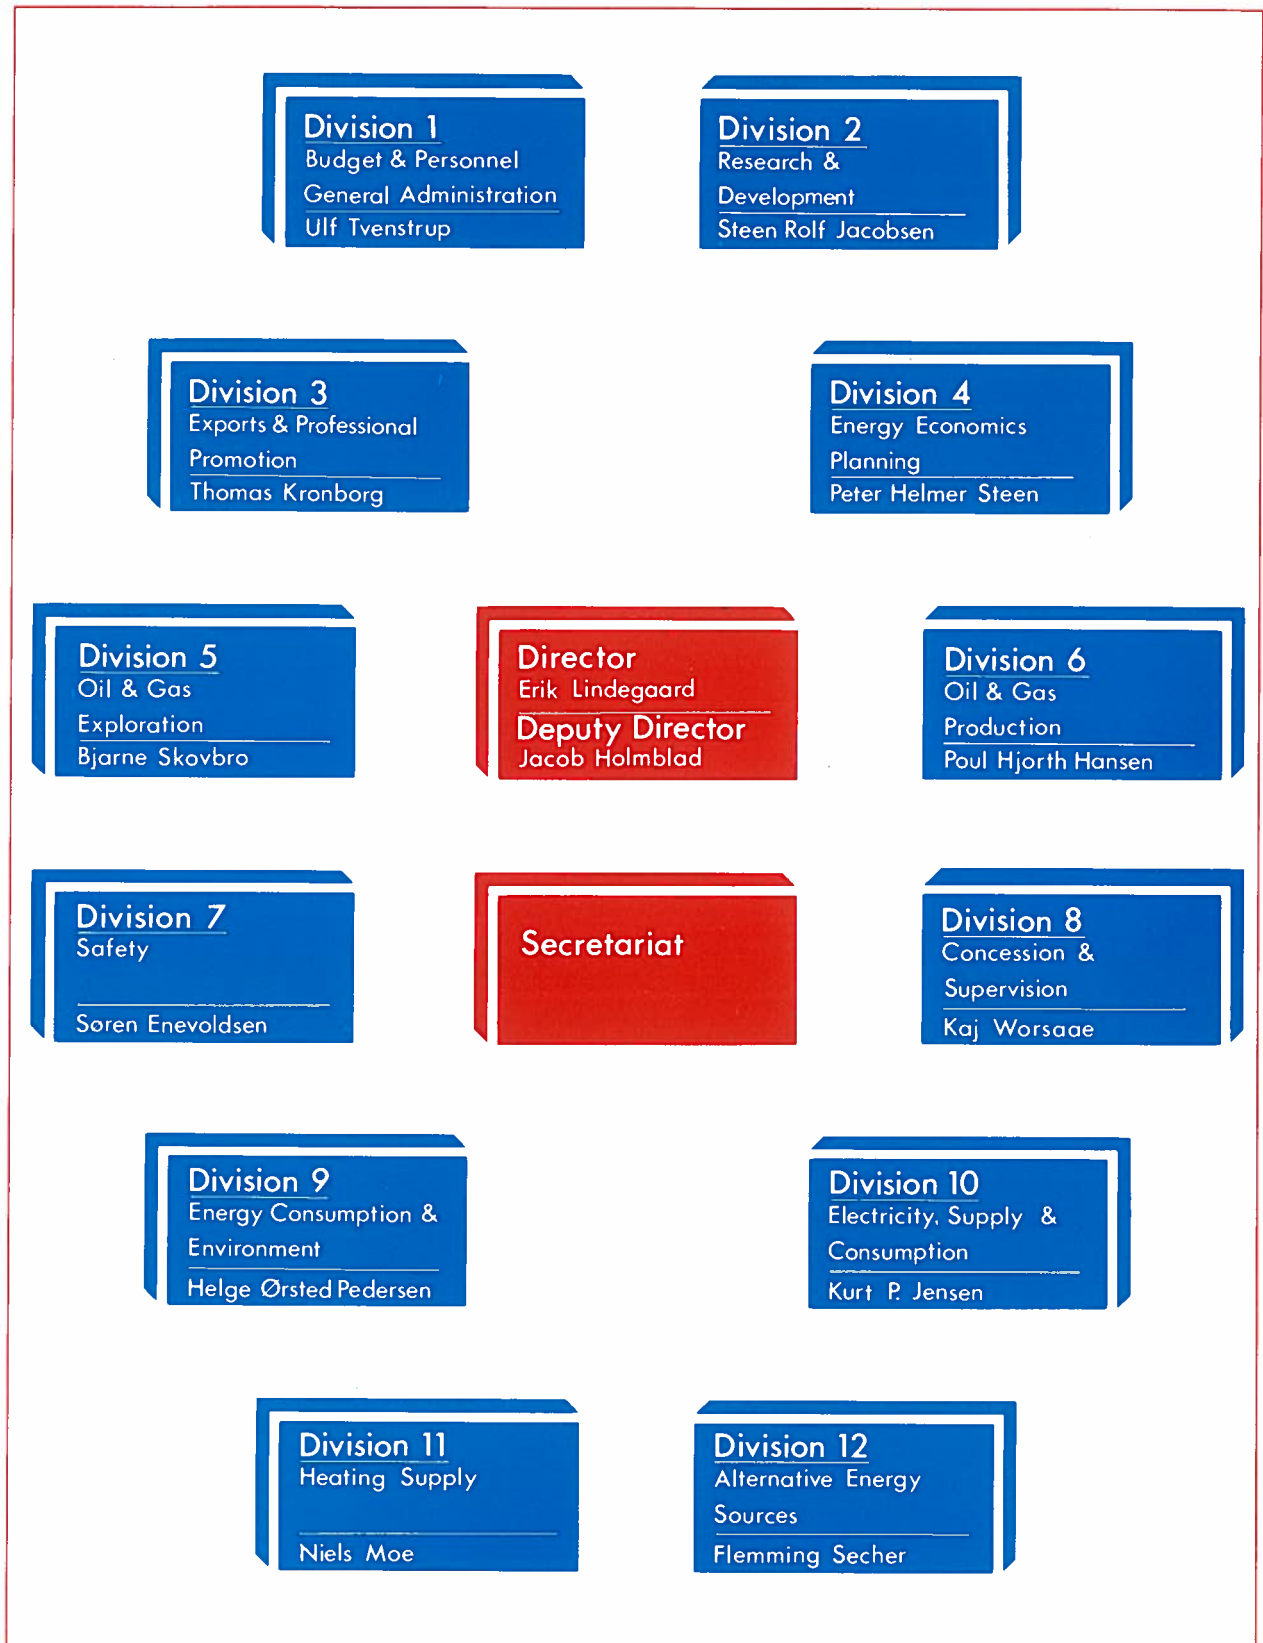 Division 1
Budget & Personnel
General Administration
Ulf Tvenstrup
Division 2
Research &
Development
Steen Rolf Jacobsen
Division 3
Exports & Professional
Promotion
Thomas Kronborg
Division 4
Energy Economics
Planning
Peter Helmer Steen
Division 5
Oil & Gas
Exploration
Bjarne Skovbro
Director
Erik Lindegaard
Deputy Director
Jacob Holmblad
Division 6
Oil & Gas
Production
Poul Hjorth Hansen
Division 7
Safety
Søren Enevoldsen
Secretariat
Division 8
Concession &
Supervision
Kaj Worsaae
Division 9
Energy Consumption &
Environment
Helge Ørsted Pedersen
Division 10
Electricity, Supply &
Consumption
Kurt P. Jensen
Division 11
Heating Supply
Niels Moe
Division 12
Alternative Energy
Sources
Flemming Secher